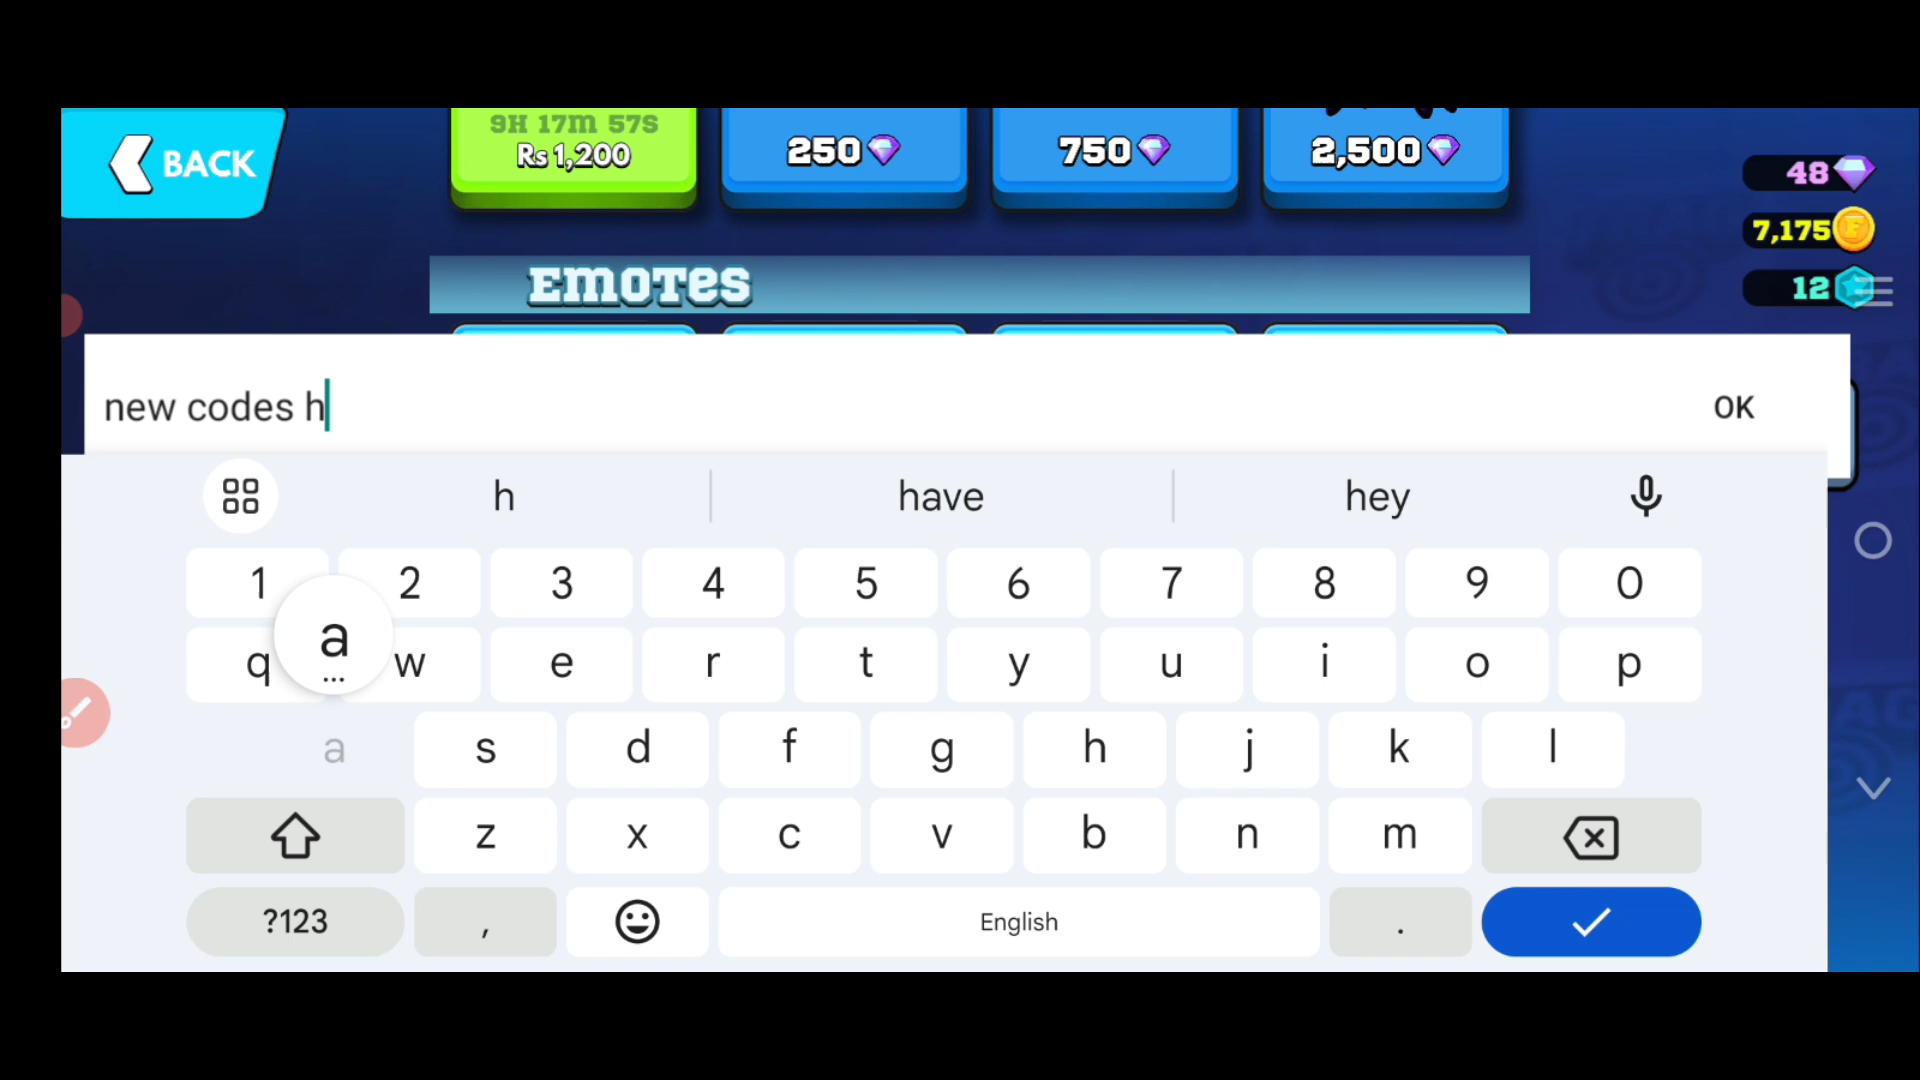 9H 17m 57s
BACK
Rs 1,200
250
750
2,500
48
7,175
Emotes
12
new codes h
OK
h
have
hey
1 2 3 4 5 6 7 8 9 0
a
...
q w e r t y u i o p
a s d f g h j k l
z x c v b n m
?123 , English .